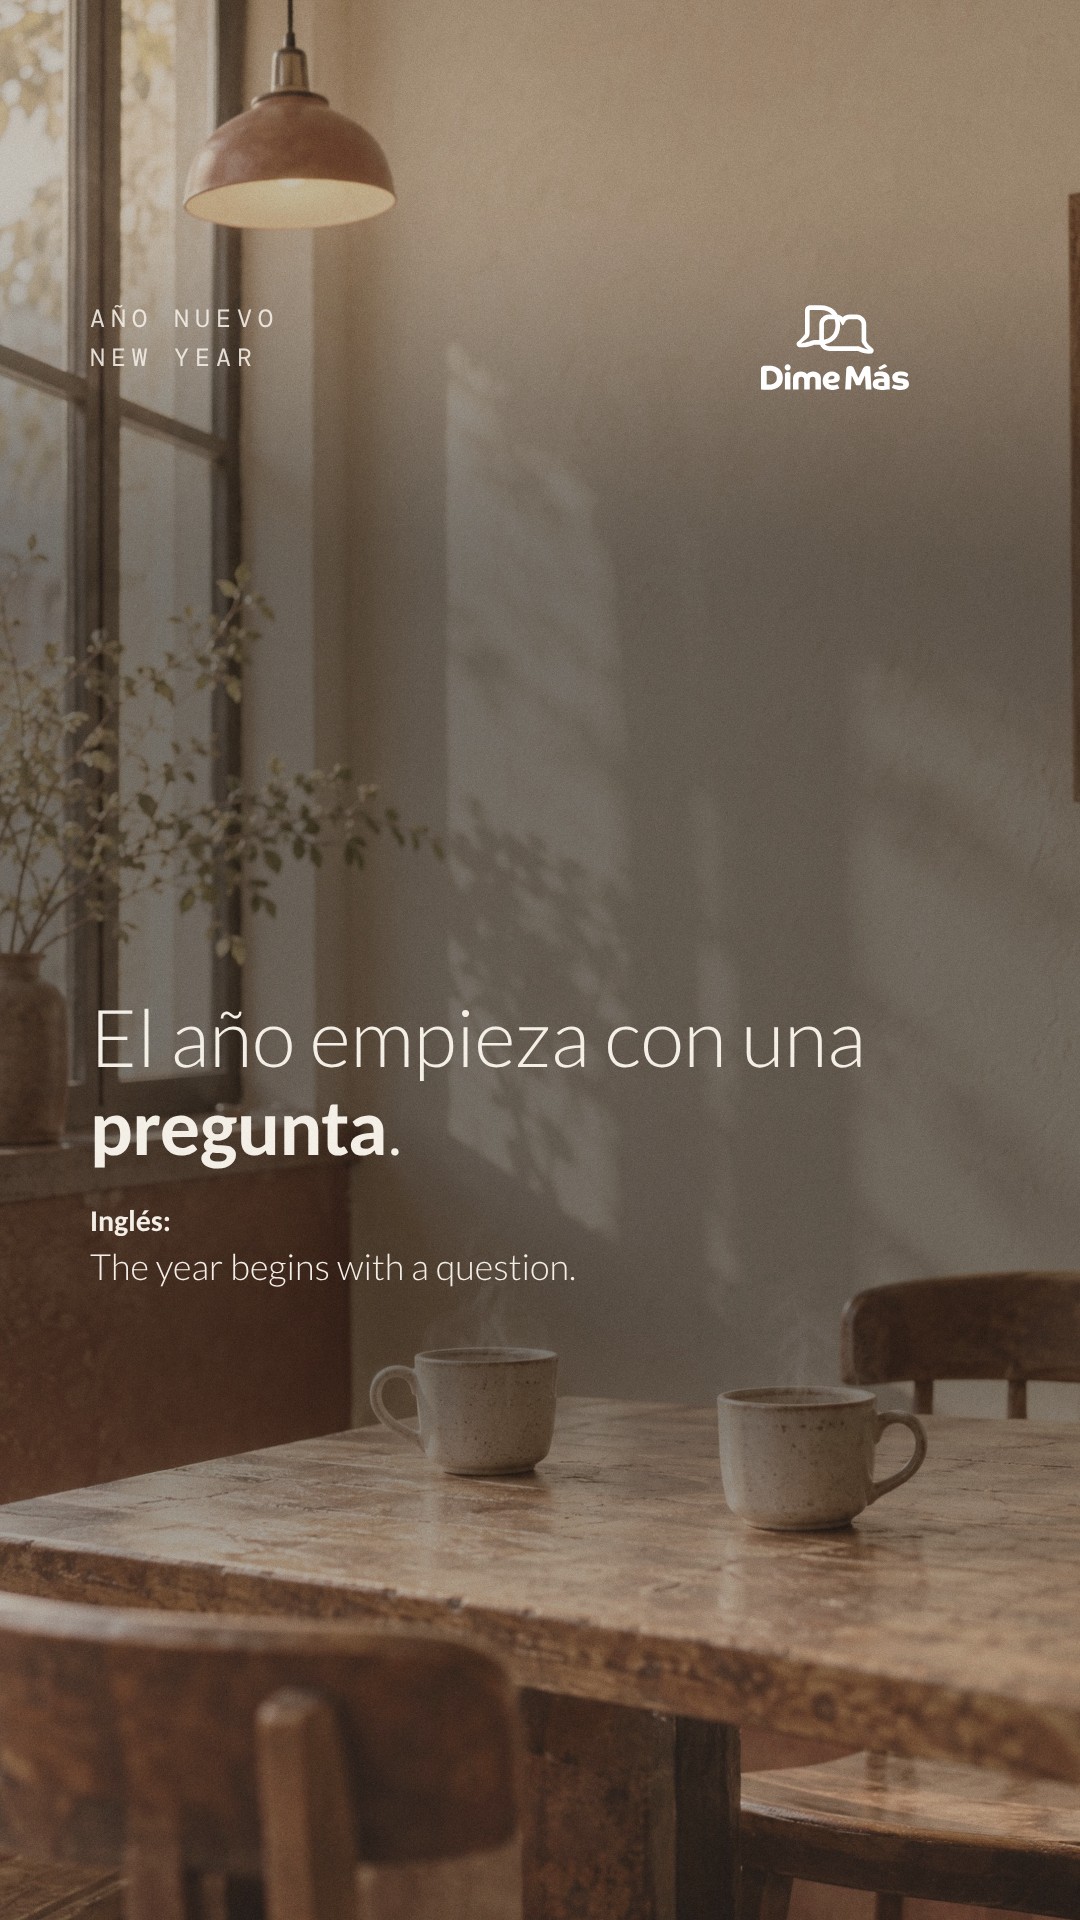 AÑO NUEVO
NEW YEAR
Dime Más
El año empieza con una
pregunta.
Inglés:
The year begins with a question.